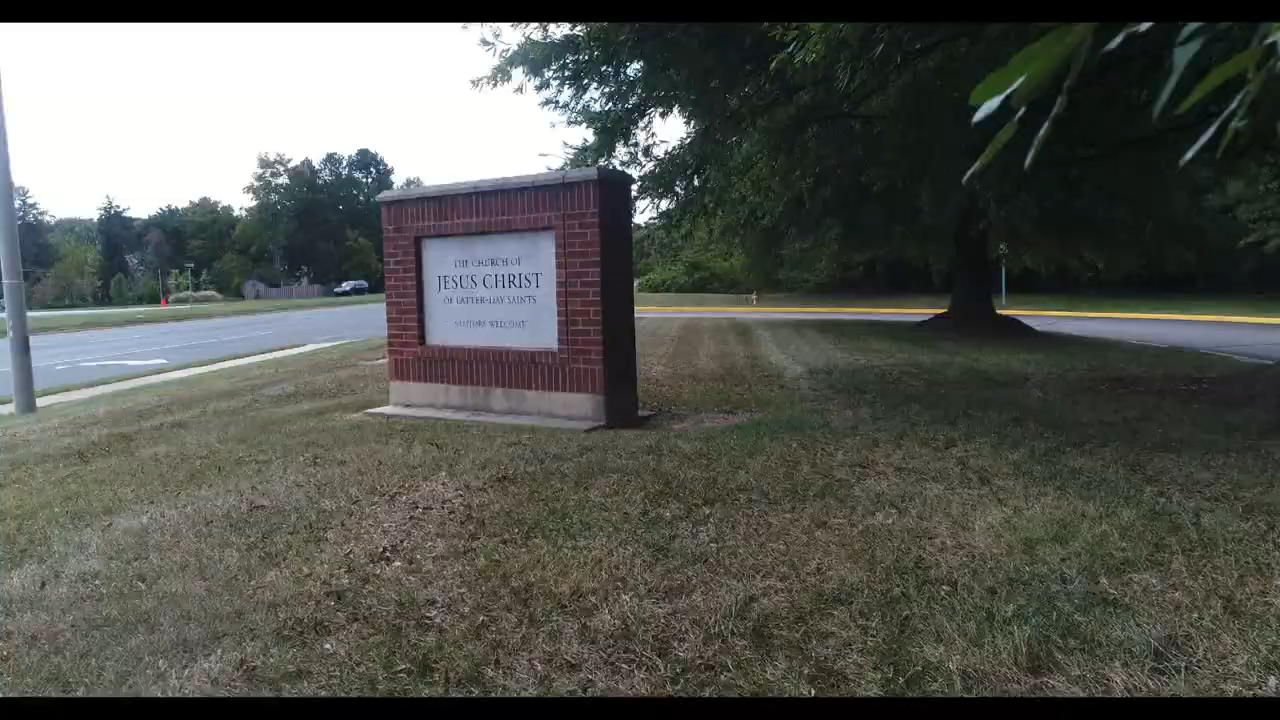 THE CHURCH OF
JESUS CHRIST
OF LATTER-DAY SAINTS
VISITORS WELCOME